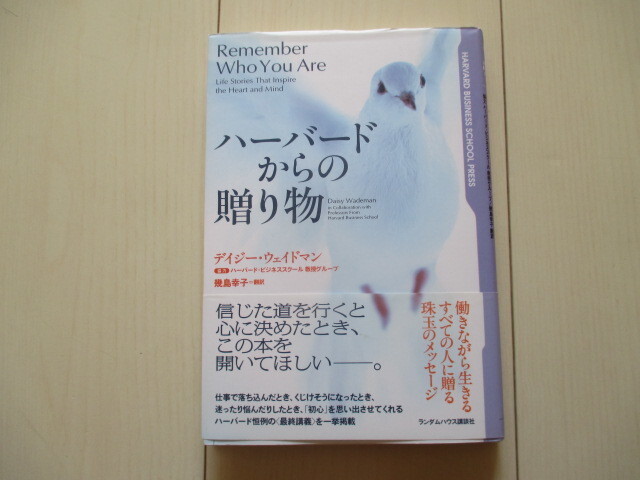 Remember
Who You Are
Life Stories That Inspire
the Heart and Mind
HARVARD BUSINESS SCHOOL PRESS
ハーバード
からの
贈り物
Daisy Wademan
in Collaboration with
Professors From
Harvard Business School
デイジー・ウェイドマン
ハーバード・ビジネススクール 教授グループ
幾島幸子=翻訳
信じた道を行くと
心に決めたとき、
この本を
開いてほしい——。
働きながら生きる
すべての人に贈る
珠玉のメッセージ
仕事で落ち込んだとき、くじけそうになったとき、
迷ったり悩んだりしたとき、「初心」を思い出させてくれる
ハーバード恒例の〈最終講義〉を一挙掲載
ランダムハウス講談社